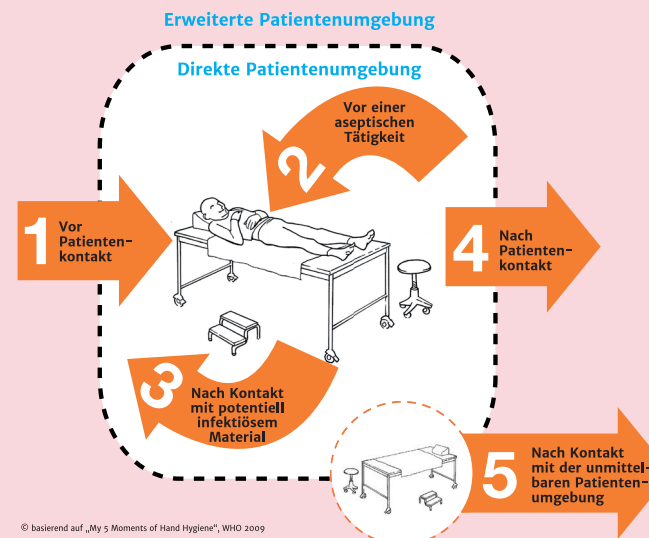 Erweiterte Patientenumgebung
Direkte Patientenumgebung
Vor einer
aseptischen
Tätigkeit
2
1
Vor
Patienten-
kontakt
4
Nach
Patienten-
kontakt
3
Nach Kontakt
mit potentiell
infektiösem
Material
5
Nach Kontakt
mit der unmittel-
baren Patienten-
umgebung
© basierend auf „My 5 Moments of Hand Hygiene“, WHO 2009